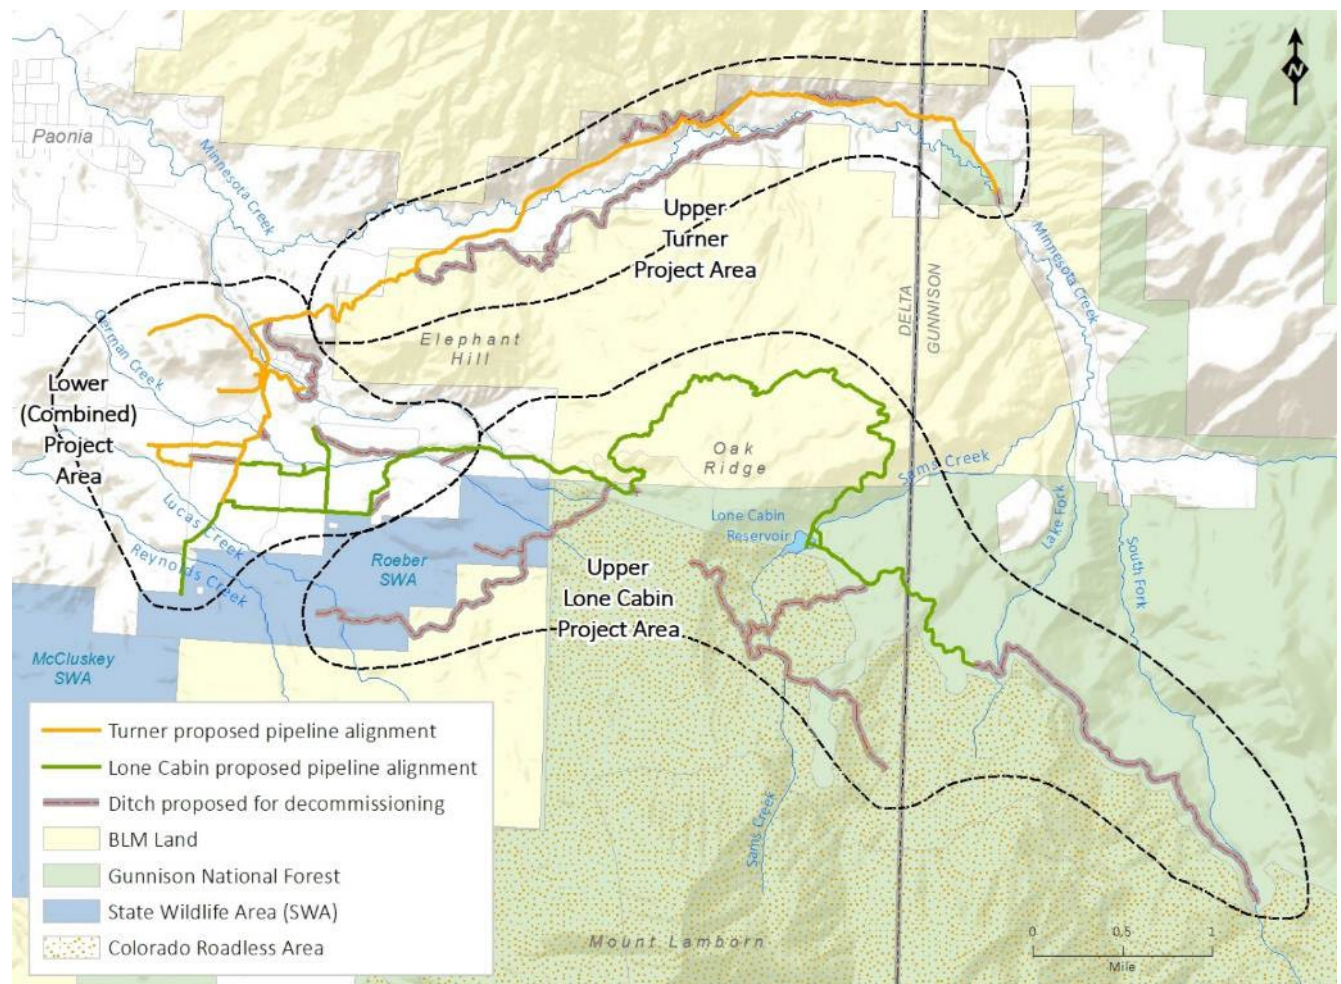 N
Paonia
Minnesota Creek
Upper
Turner
Project Area
Minnesota Creek
DELTA
GUNNISON
German Creek
Elephant
Hill
Lower
(Combined)
Project
Area
Oak
Ridge
Sams Creek
Lucas Creek
Reynolds Creek
Lone Cabin
Reservoir
Lake Fork
South Fork
Roeber
SWA
Upper
Lone Cabin
Project Area
McCluskey
SWA
Sams Creek
Mount Lamborn
Turner proposed pipeline alignment
Lone Cabin proposed pipeline alignment
Ditch proposed for decommissioning
BLM Land
Gunnison National Forest
State Wildlife Area (SWA)
Colorado Roadless Area
0 0.5 1
Mile